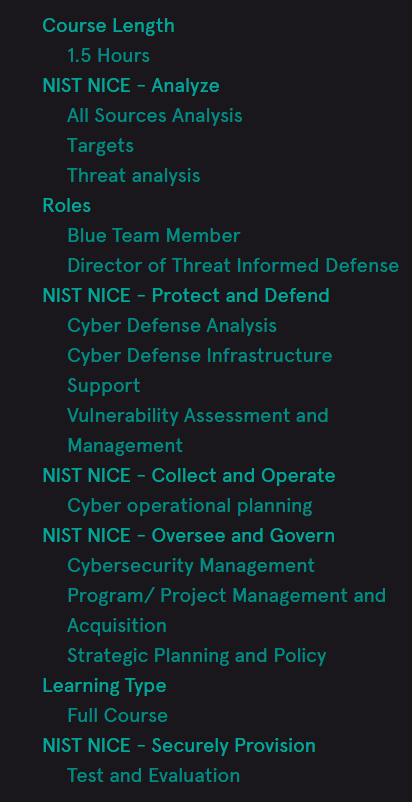 Course Length
1.5 Hours
NIST NICE - Analyze
All Sources Analysis
Targets
Threat analysis
Roles
Blue Team Member
Director of Threat Informed Defense
NIST NICE - Protect and Defend
Cyber Defense Analysis
Cyber Defense Infrastructure
Support
Vulnerability Assessment and
Management
NIST NICE - Collect and Operate
Cyber operational planning
NIST NICE - Oversee and Govern
Cybersecurity Management
Program/ Project Management and
Acquisition
Strategic Planning and Policy
Learning Type
Full Course
NIST NICE - Securely Provision
Test and Evaluation